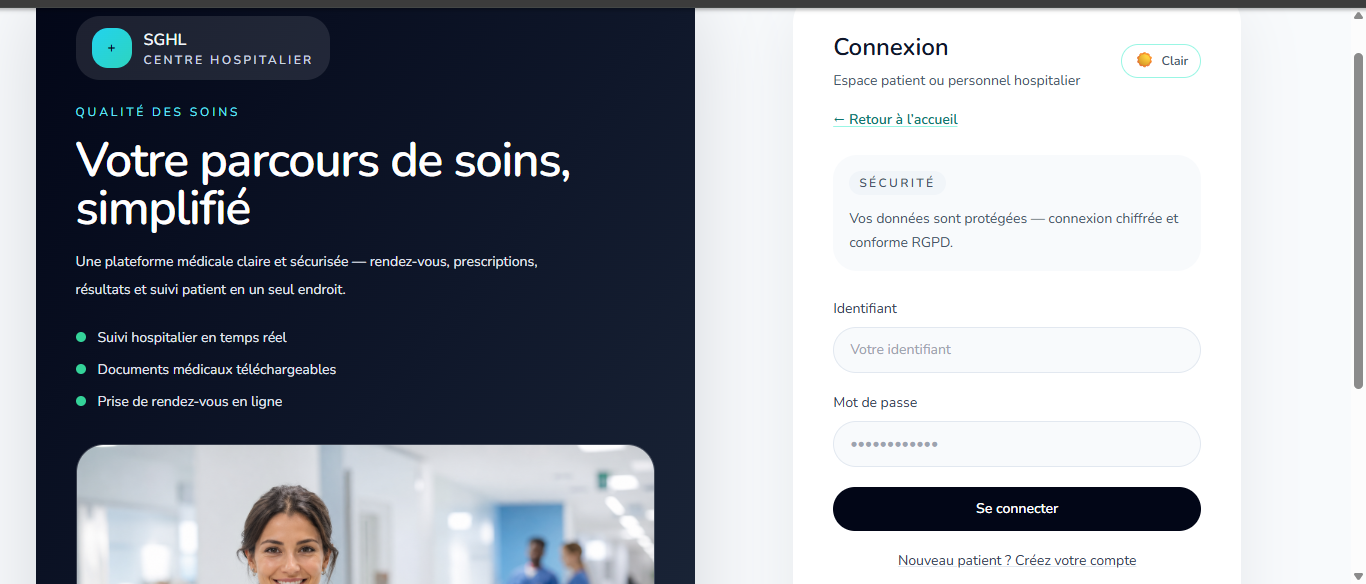 SGHL
CENTRE HOSPITALIER
QUALITÉ DES SOINS
Votre parcours de soins,
simplifié
Une plateforme médicale claire et sécurisée — rendez-vous, prescriptions,
résultats et suivi patient en un seul endroit.
Suivi hospitalier en temps réel
Documents médicaux téléchargeables
Prise de rendez-vous en ligne
Connexion
Espace patient ou personnel hospitalier
Clair
← Retour à l'accueil
SÉCURITÉ
Vos données sont protégées — connexion chiffrée et
conforme RGPD.
Identifiant
Votre identifiant
Mot de passe
••••••••••••
Se connecter
Nouveau patient ? Créez votre compte